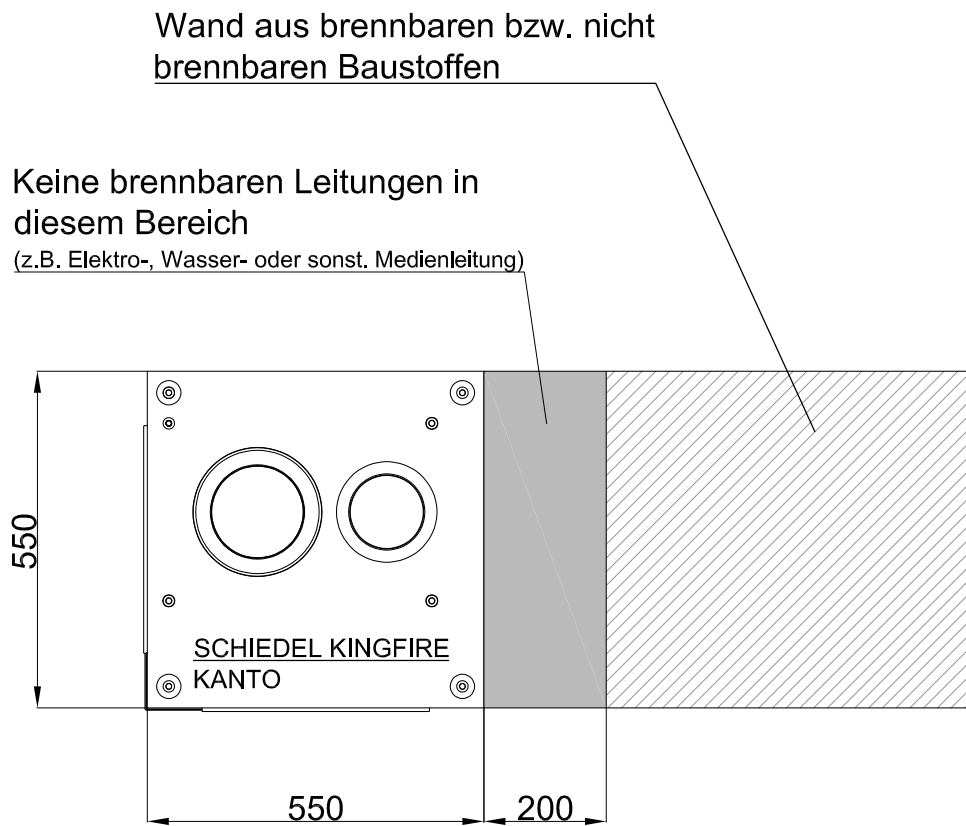 Wand aus brennbaren bzw. nicht
brennbaren Baustoffen
Keine brennbaren Leitungen in
diesem Bereich
(z.B. Elektro-, Wasser- oder sonst. Medienleitung)
550
SCHIEDEL KINGFIRE
KANTO
550
200